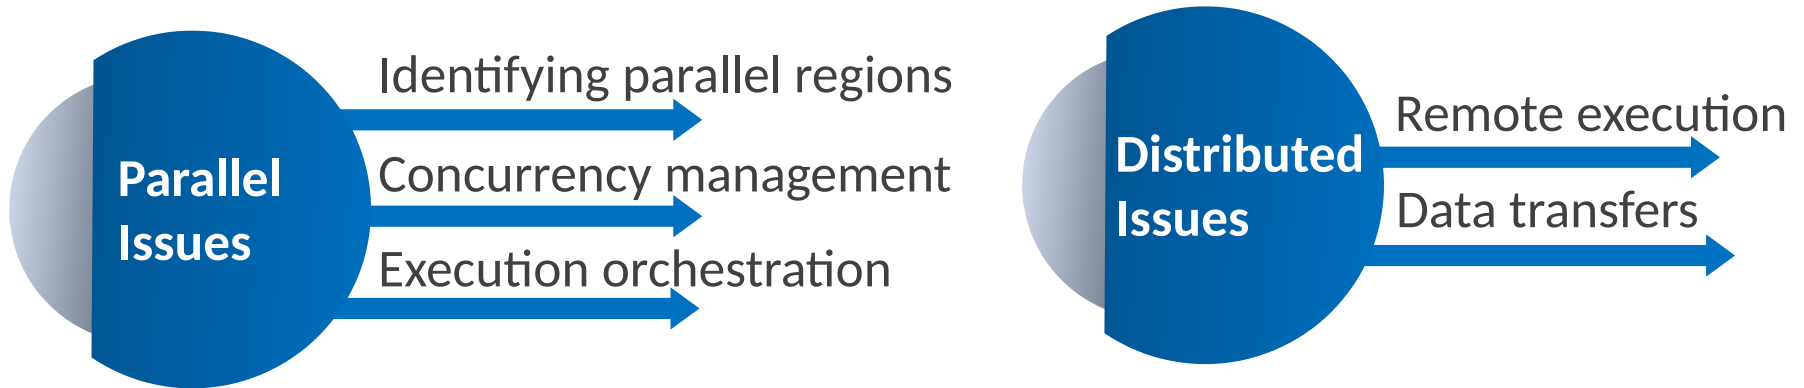 Parallel
Issues
Identifying parallel regions
Concurrency management
Execution orchestration
Distributed
Issues
Remote execution
Data transfers